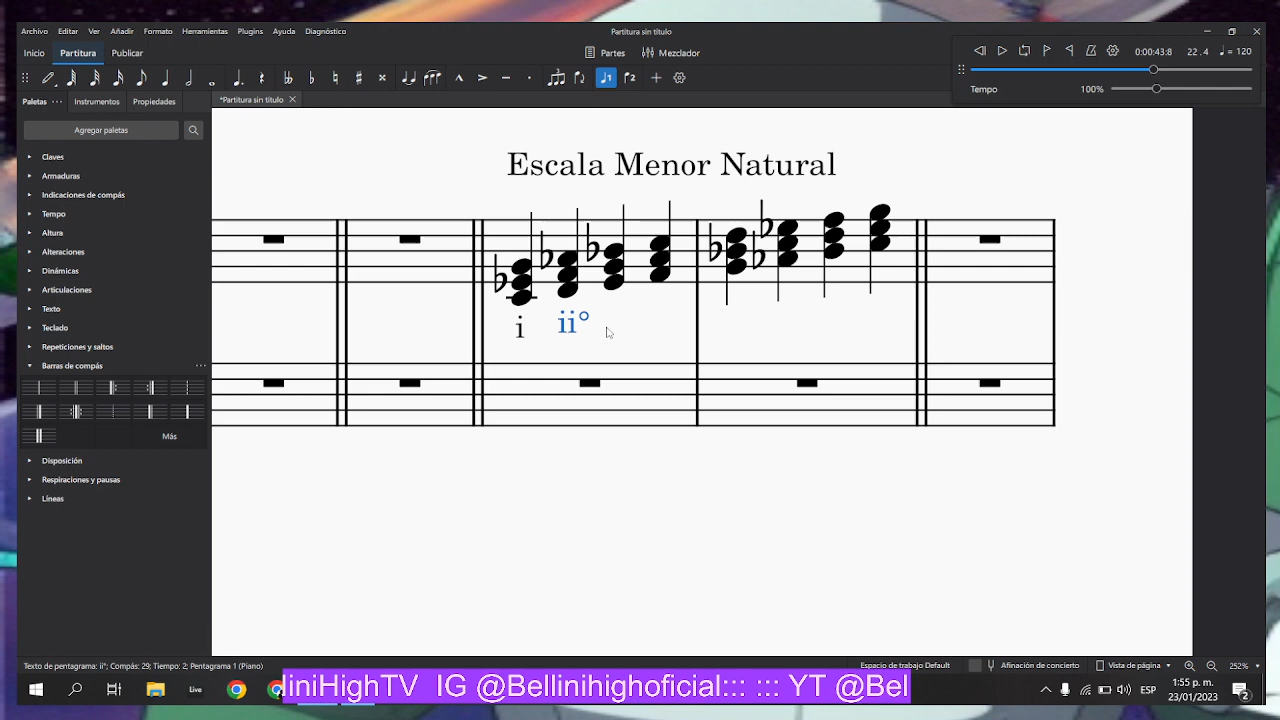 Archivo Editar Ver Añadir Formato Herramientas Plugins Ayuda Diagnóstico Partitura sin título
Inicio Partitura Publicar Partes Mezclador
0:00:43:8 22 .4 = 120
Tempo 100%
Paletas Instrumentos Propiedades *Partitura sin título
Agregar paletas
Claves
Armaduras
Indicaciones de compás
Tempo
Altura
Alteraciones
Dinámicas
Articulaciones
Texto
Teclado
Repeticiones y saltos
Barras de compás
Más
Disposición
Respiraciones y pausas
Líneas
Escala Menor Natural
i ii°
Texto de pentagrama: ii°; Compás: 29; Tiempo: 2; Pentagrama 1 (Piano) Espacio de trabajo Default Afinación de concierto Vista de página 252%
Live
iniHighTV IG @Bellinihighoficial::: ::: YT @Bel
ESP
1:55 p. m.
23/01/2023
2